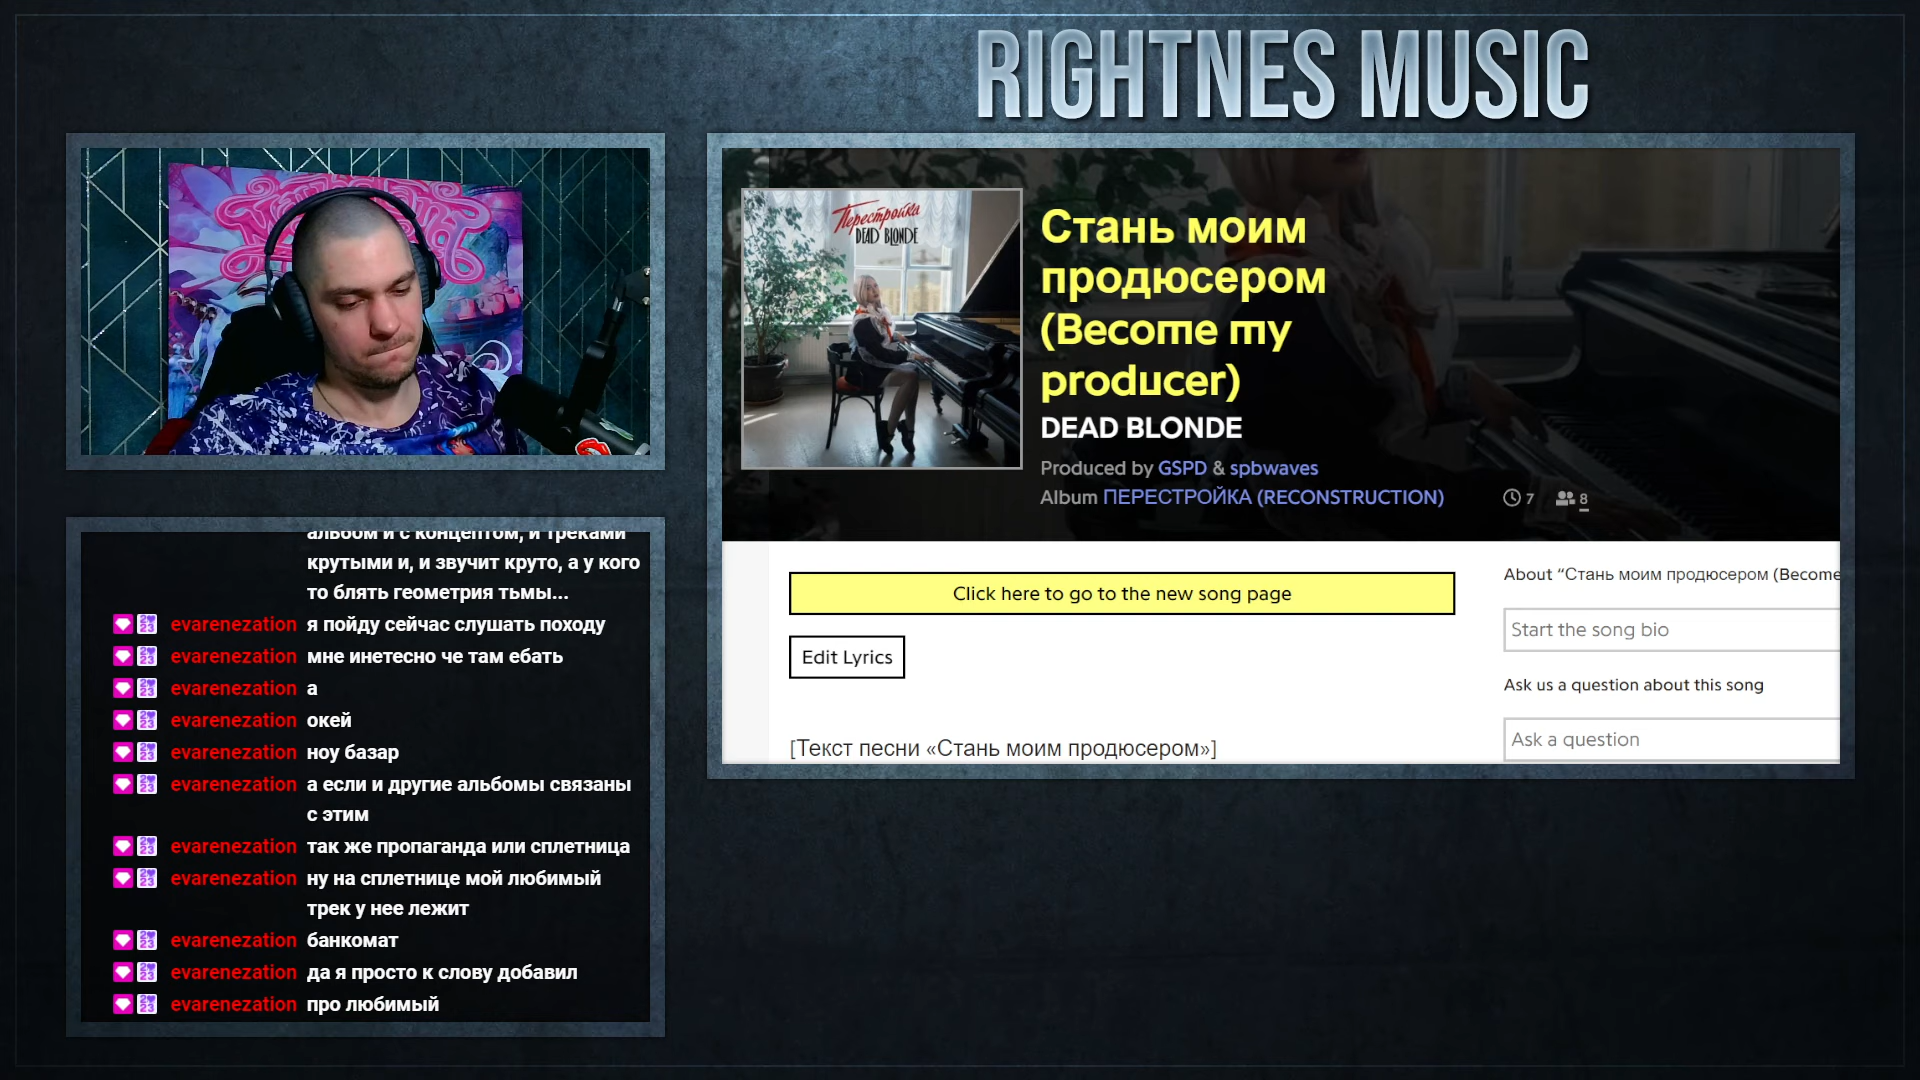 RIGHTNES MUSIC
Перестройка
DEAD BLONDE
Стань моим
продюсером
(Become my
producer)
DEAD BLONDE
Produced by GSPD & spbwaves
Album ПЕРЕСТРОЙКА (RECONSTRUCTION)
7 8
Click here to go to the new song page
Edit Lyrics
[Текст песни «Стань моим продюсером»]
About “Стань моим продюсером (Become
Start the song bio
Ask us a question about this song
Ask a question
альбом и с концептом, и треками
крутыми и, и звучит круто, а у кого
то блять геометрия тьмы...
evarenezation я пойду сейчас слушать походу
evarenezation мне инетесно че там ебать
evarenezation а
evarenezation окей
evarenezation ноу базар
evarenezation а если и другие альбомы связаны
с этим
evarenezation так же пропаганда или сплетница
evarenezation ну на сплетнице мой любимый
трек у нее лежит
evarenezation банкомат
evarenezation да я просто к слову добавил
evarenezation про любимый